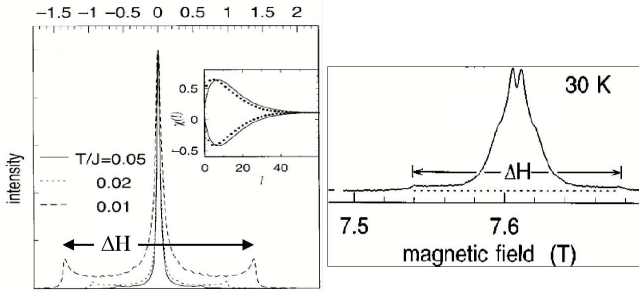 −1.5 −1 −0.5 0 0.5 1 1.5 2
0.5
χ(l)
0
−0.5
0 20 40
l
intensity
T/J=0.05
0.02
0.01
ΔH
30 K
ΔH
7.5 7.6
magnetic field (T)